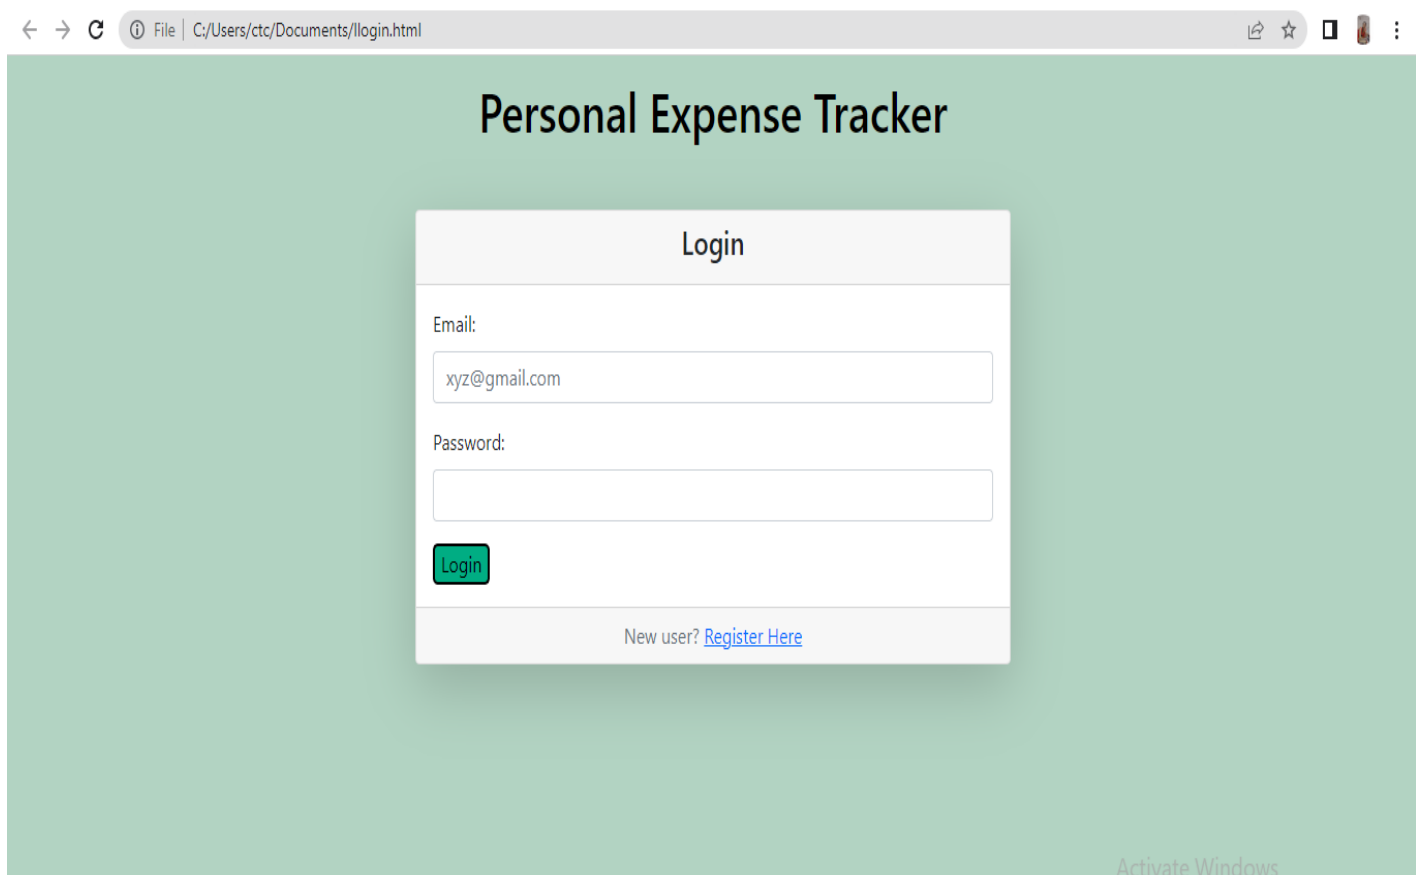 File | C:/Users/ctc/Documents/llogin.html
Personal Expense Tracker
Login
Email:
xyz@gmail.com
Password:
Login
New user? Register Here
Activate Windows